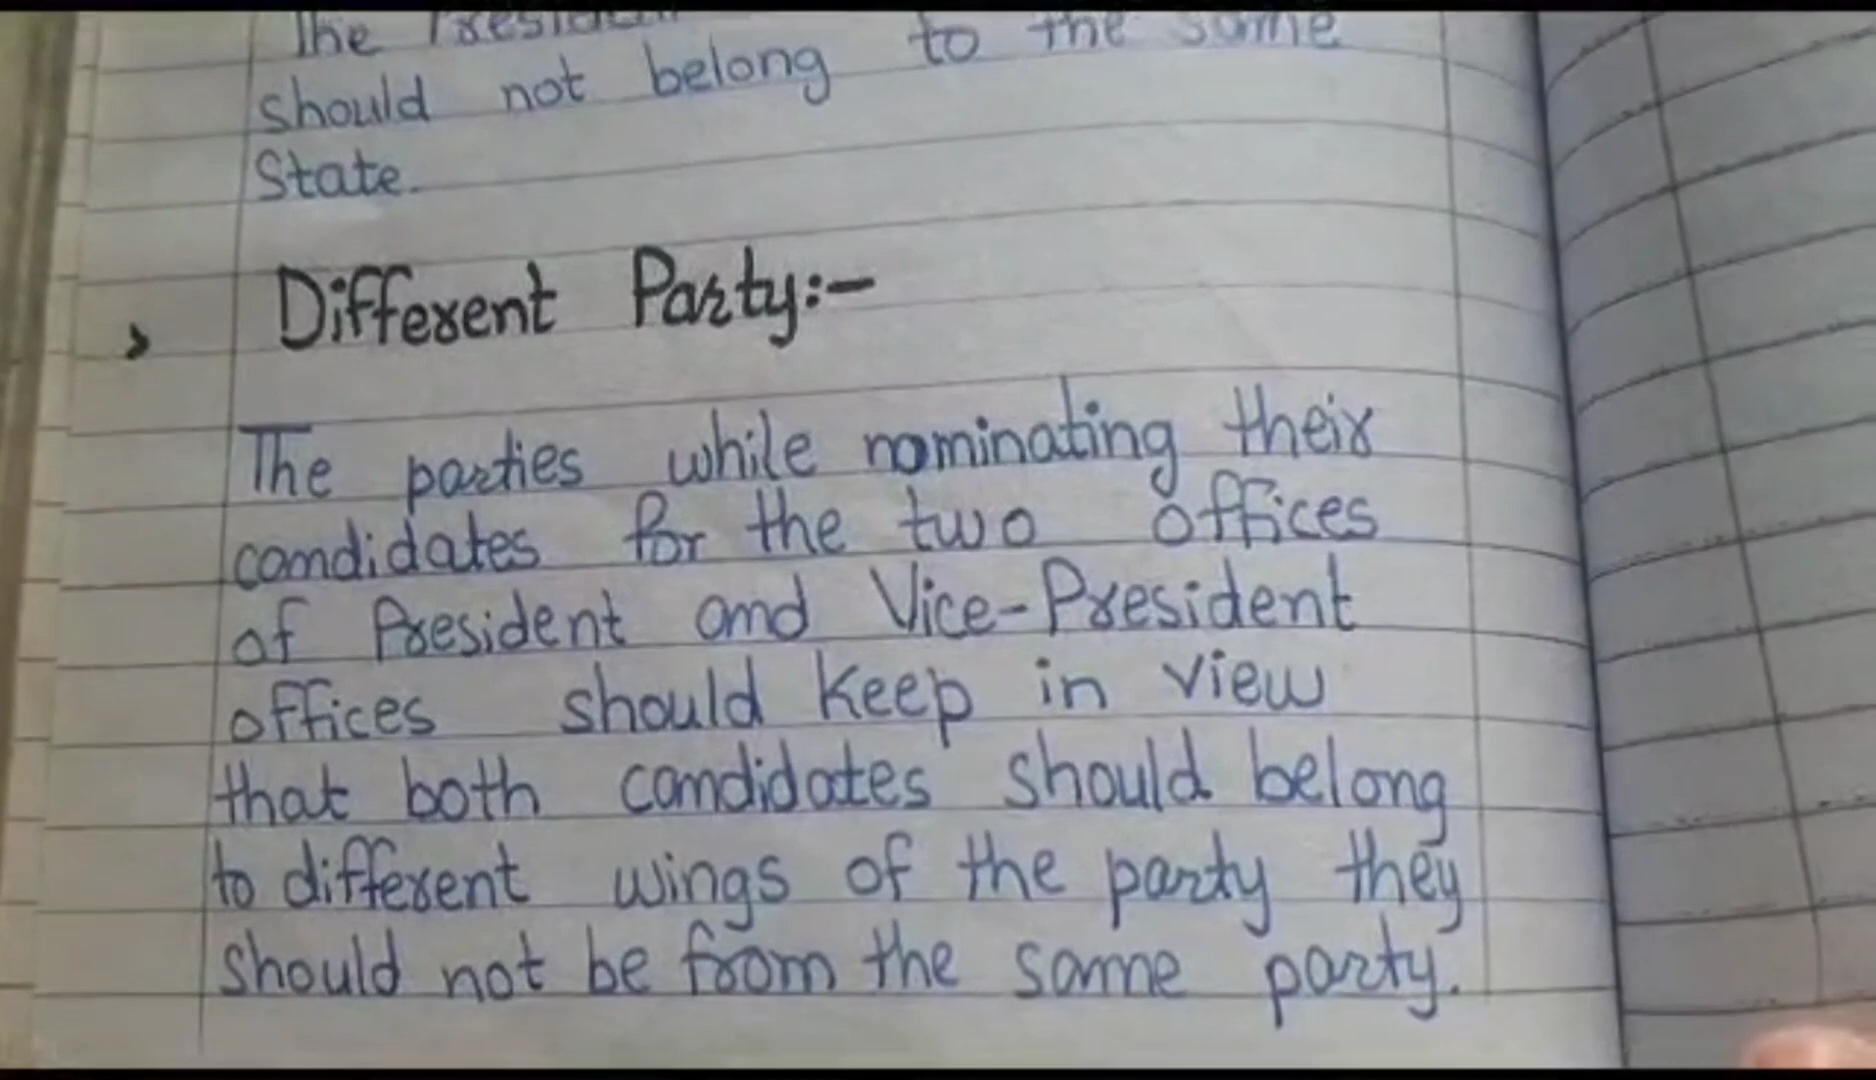 The President to the same
should not belong
State.
Different Party:-
The parties while nominating their
candidates for the two offices
of President and Vice-President
offices should keep in view
that both candidates should belong
to different wings of the party they
should not be from the same party.